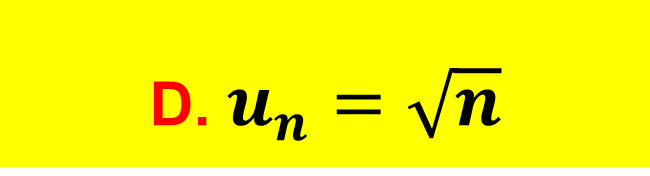 D. uₙ = √n